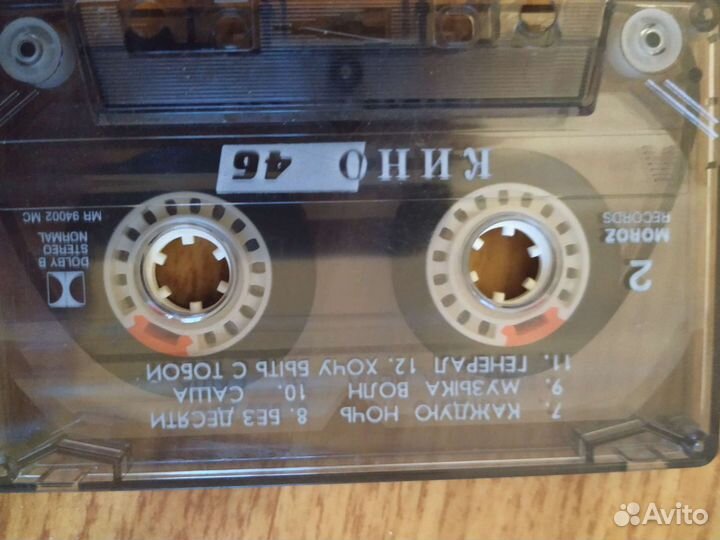 7. КАЖДУЮ НОЧЬ 8. БЕЗ ДЕСЯТИ
9. МУЗЫКА ВОЛН 10. САША
11. ГЕНЕРАЛ 12. ХОЧУ БЫТЬ С ТОБОЙ
2
MOROZ
RECORDS
DOLBY B
STEREO
NORMAL
MR 94002 MC
КИНО 46
Avito